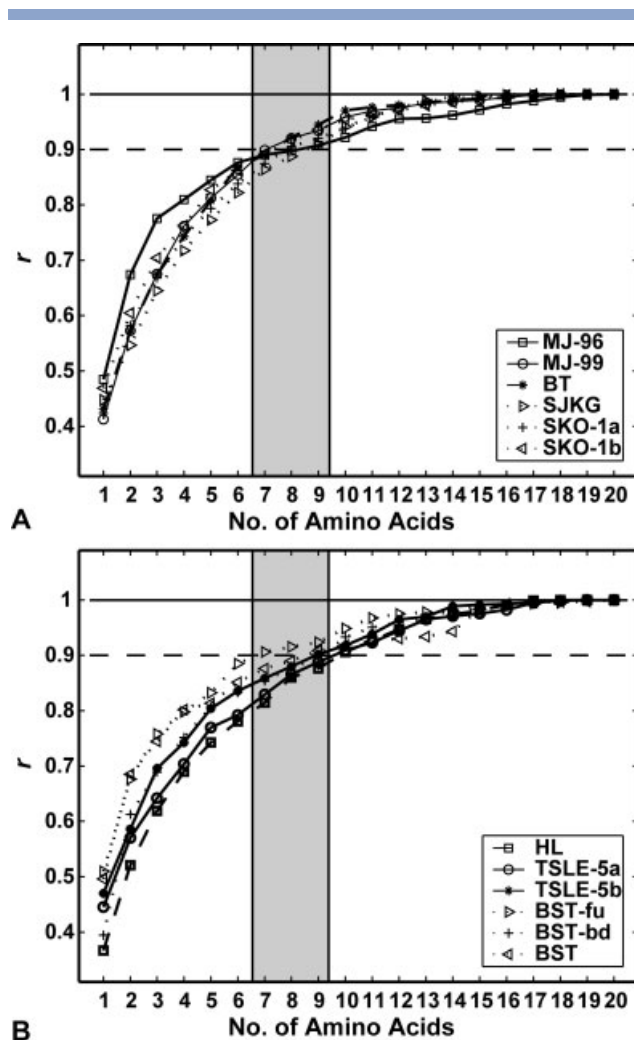 1
0.9
0.8
0.7
0.6
0.5
0.4
r
MJ-96
MJ-99
BT
SJKG
SKO-1a
SKO-1b
1 2 3 4 5 6 7 8 9 10 11 12 13 14 15 16 17 18 19 20
A No. of Amino Acids
1
0.9
0.8
0.7
0.6
0.5
0.4
r
HL
TSLE-5a
TSLE-5b
BST-fu
BST-bd
BST
1 2 3 4 5 6 7 8 9 10 11 12 13 14 15 16 17 18 19 20
B No. of Amino Acids